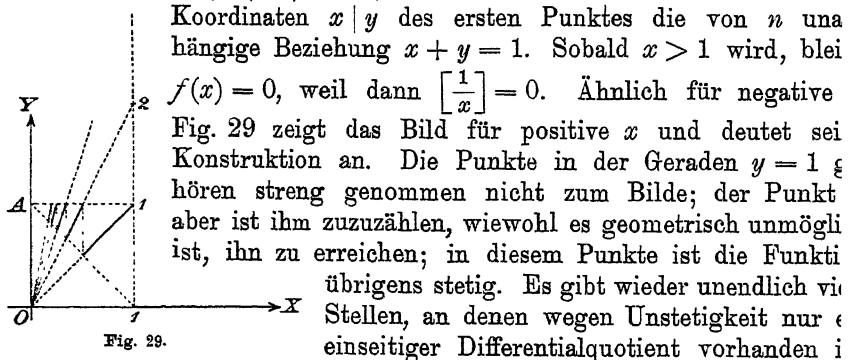 Koordinaten x | y des ersten Punktes die von n una
hängige Beziehung x + y = 1. Sobald x > 1 wird, blei
f(x) = 0, weil dann [1/x] = 0. Ähnlich für negative
Fig. 29 zeigt das Bild für positive x und deutet sei
Konstruktion an. Die Punkte in der Geraden y = 1 g
hören streng genommen nicht zum Bilde; der Punkt
aber ist ihm zuzuzählen, wiewohl es geometrisch unmögli
ist, ihn zu erreichen; in diesem Punkte ist die Funkti
übrigens stetig. Es gibt wieder unendlich vie
Stellen, an denen wegen Unstetigkeit nur e
einseitiger Differentialquotient vorhanden i
Y
2
A
1
O
1
X
Fig. 29.